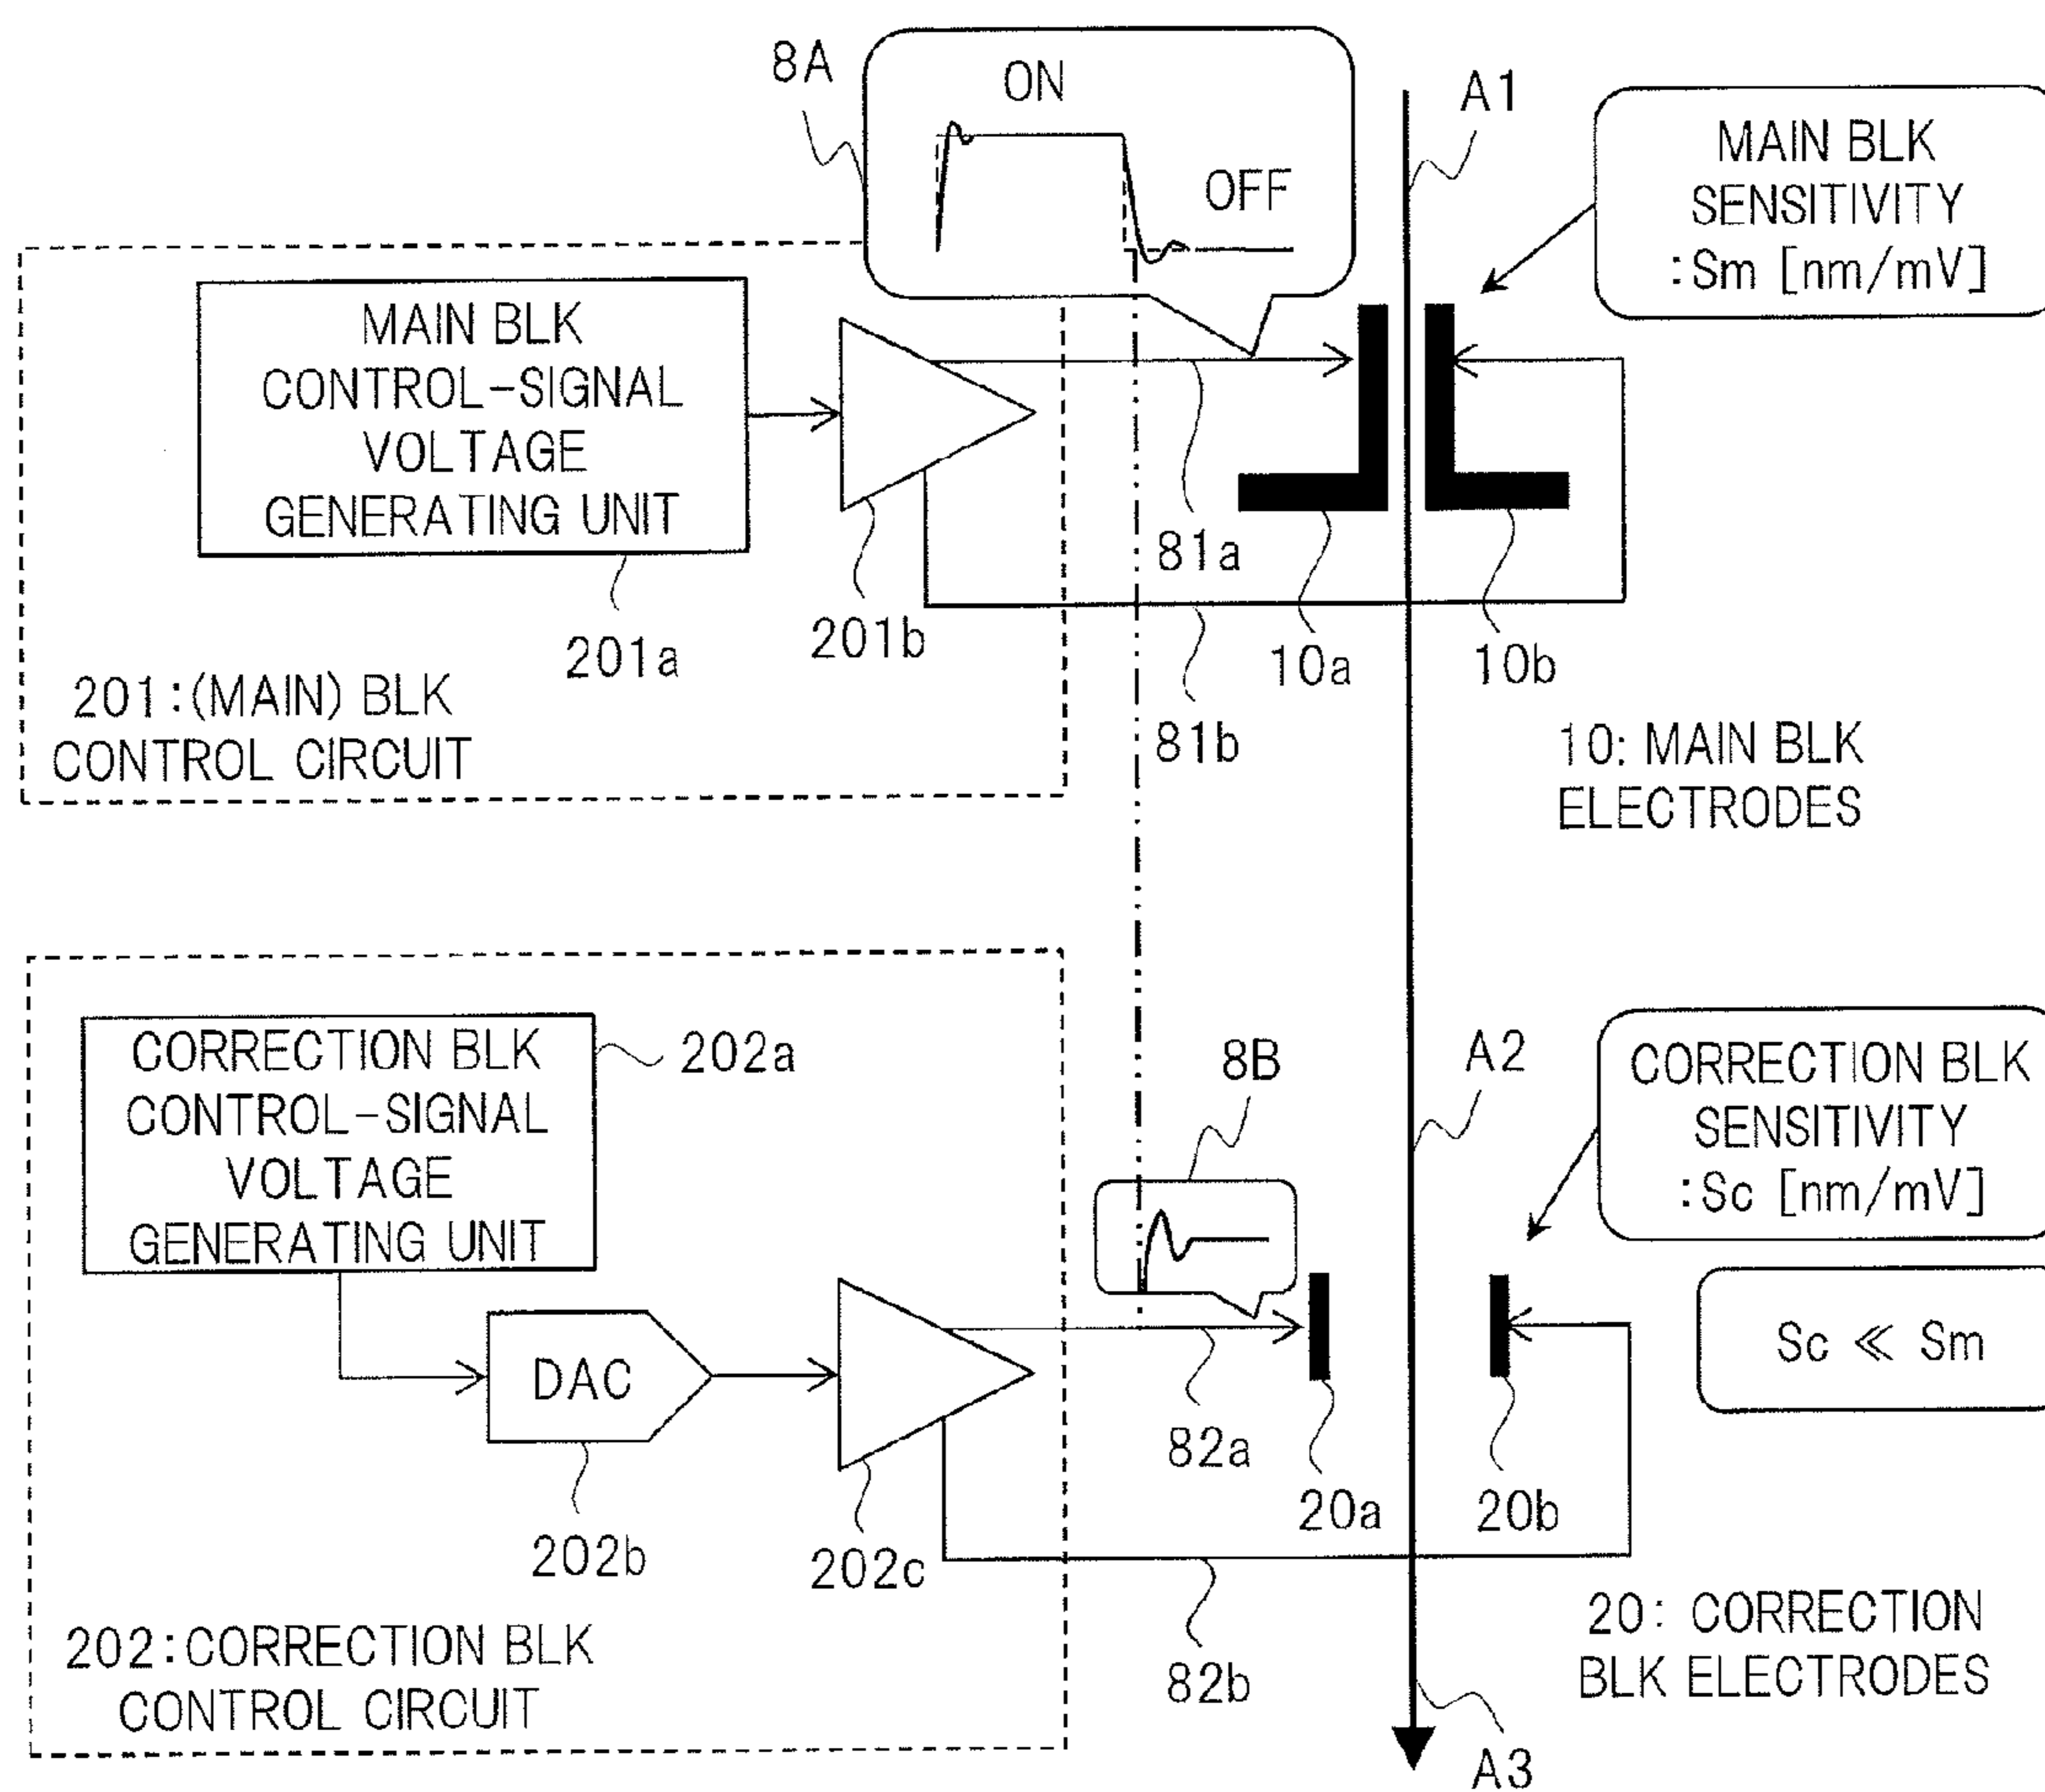 8A
ON
OFF
A1
MAIN BLK
SENSITIVITY
:Sm [nm/mV]
MAIN BLK
CONTROL-SIGNAL
VOLTAGE
GENERATING UNIT
201a
201b
81a
81b
10a
10b
201:(MAIN) BLK
CONTROL CIRCUIT
10: MAIN BLK
ELECTRODES
CORRECTION BLK
CONTROL-SIGNAL
VOLTAGE
GENERATING UNIT
202a
8B
A2
CORRECTION BLK
SENSITIVITY
:Sc [nm/mV]
Sc ≪ Sm
DAC
202b
202c
82a
20a
20b
82b
202:CORRECTION BLK
CONTROL CIRCUIT
20: CORRECTION
BLK ELECTRODES
A3